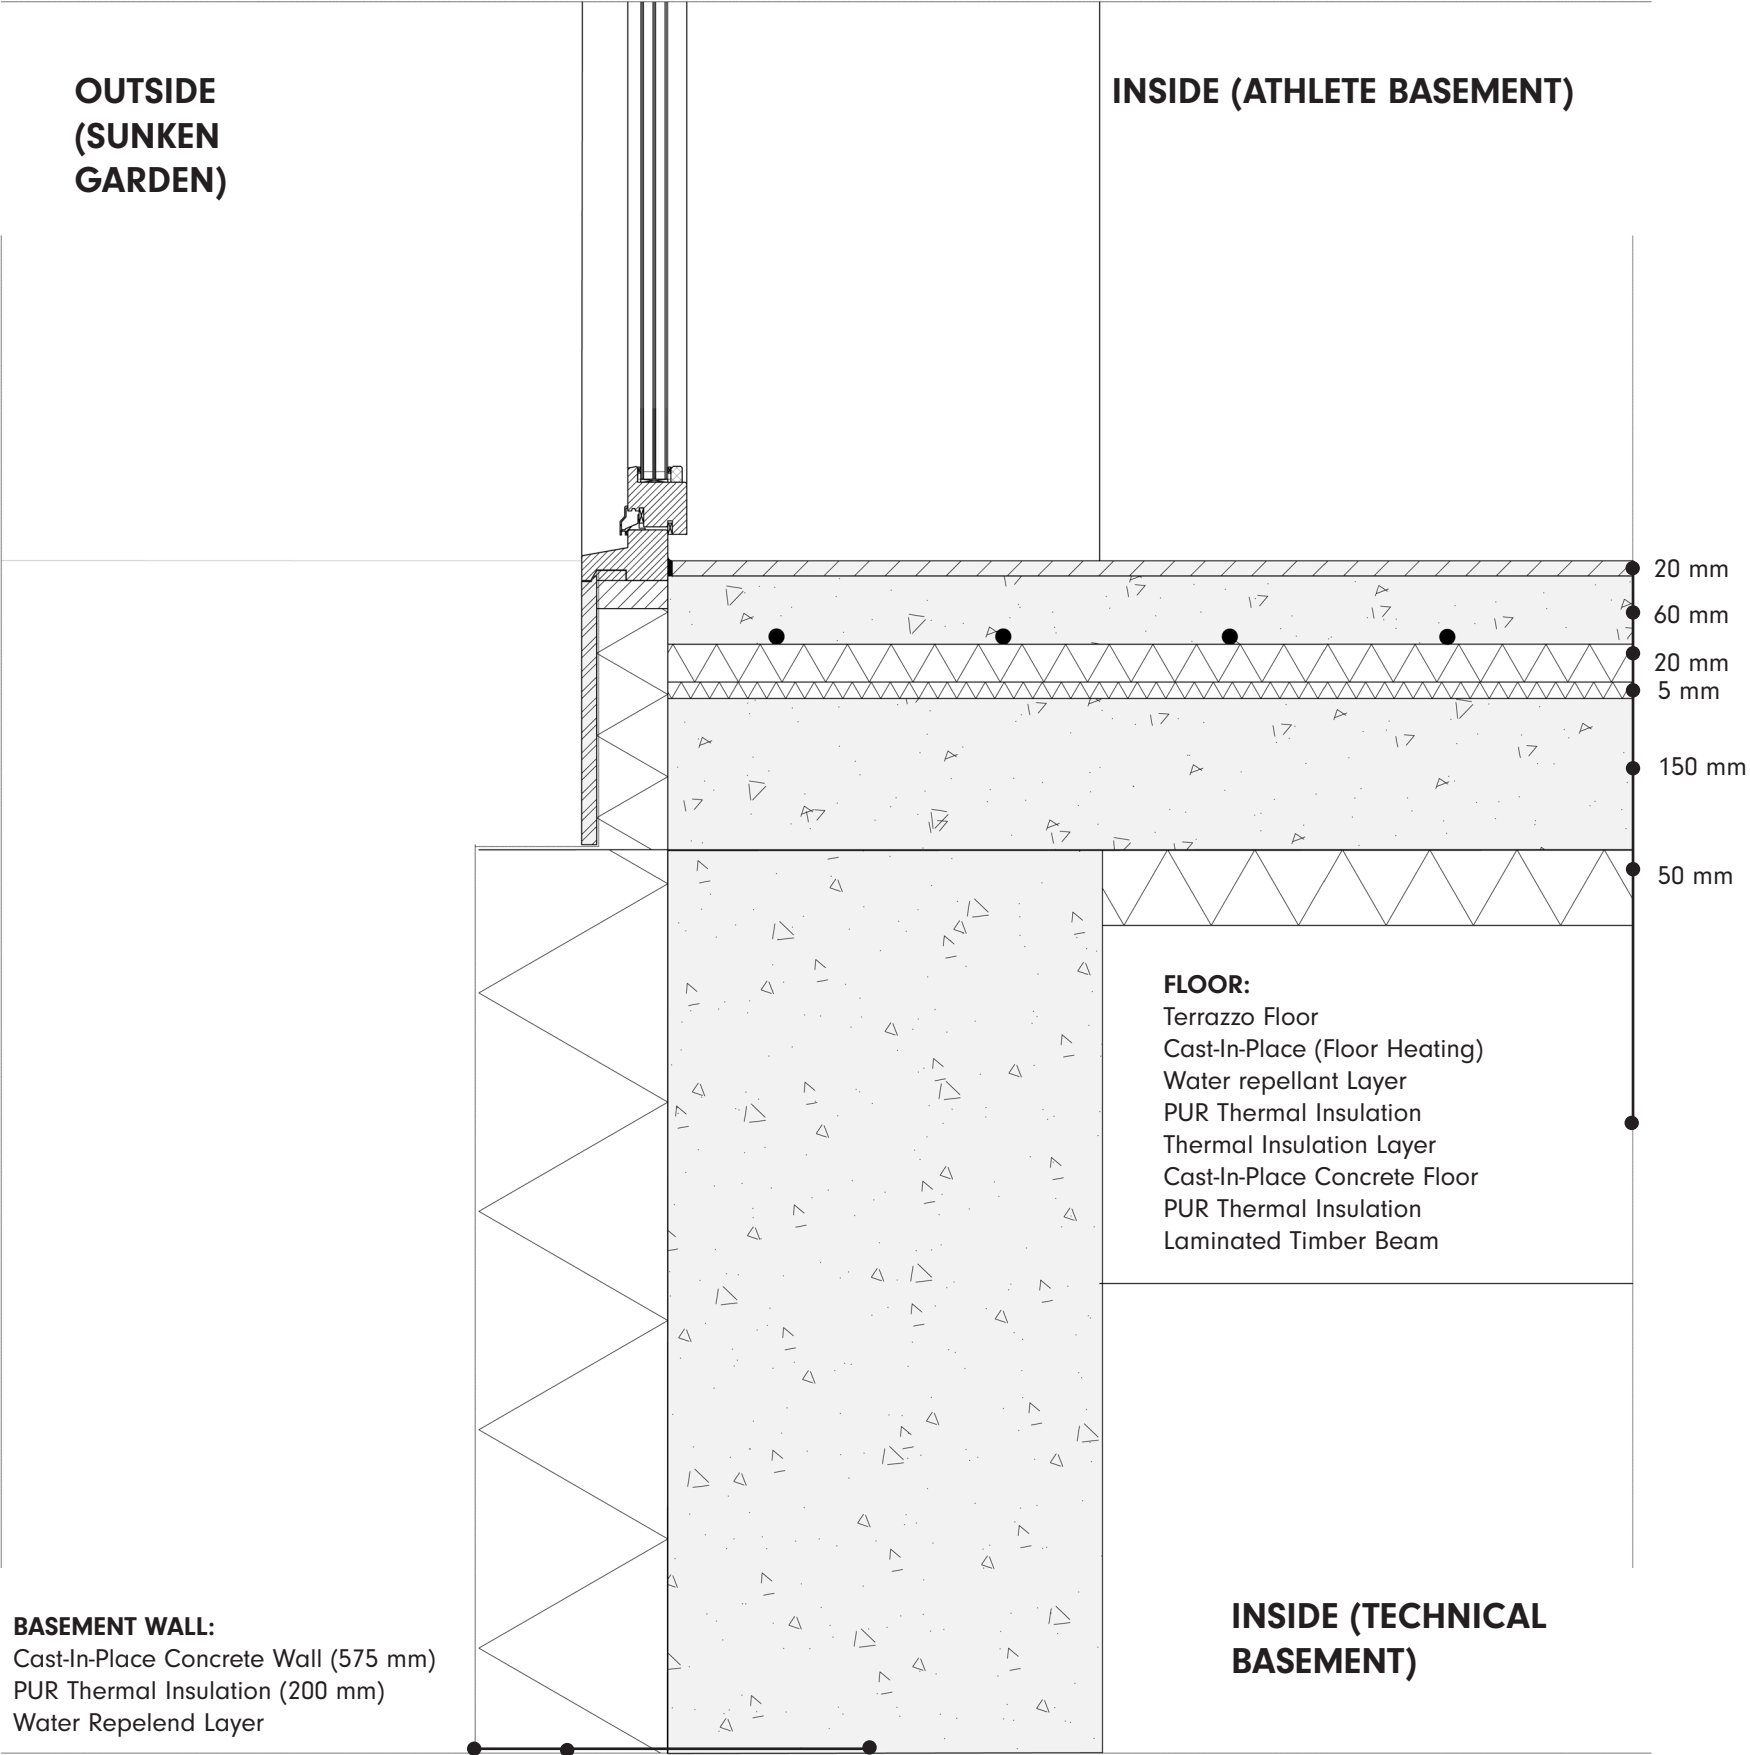 OUTSIDE
(SUNKEN
GARDEN)
INSIDE (ATHLETE BASEMENT)
20 mm
60 mm
20 mm
5 mm
150 mm
50 mm
FLOOR:
Terrazzo Floor
Cast-In-Place (Floor Heating)
Water repellant Layer
PUR Thermal Insulation
Thermal Insulation Layer
Cast-In-Place Concrete Floor
PUR Thermal Insulation
Laminated Timber Beam
BASEMENT WALL:
Cast-In-Place Concrete Wall (575 mm)
PUR Thermal Insulation (200 mm)
Water Repelend Layer
INSIDE (TECHNICAL
BASEMENT)